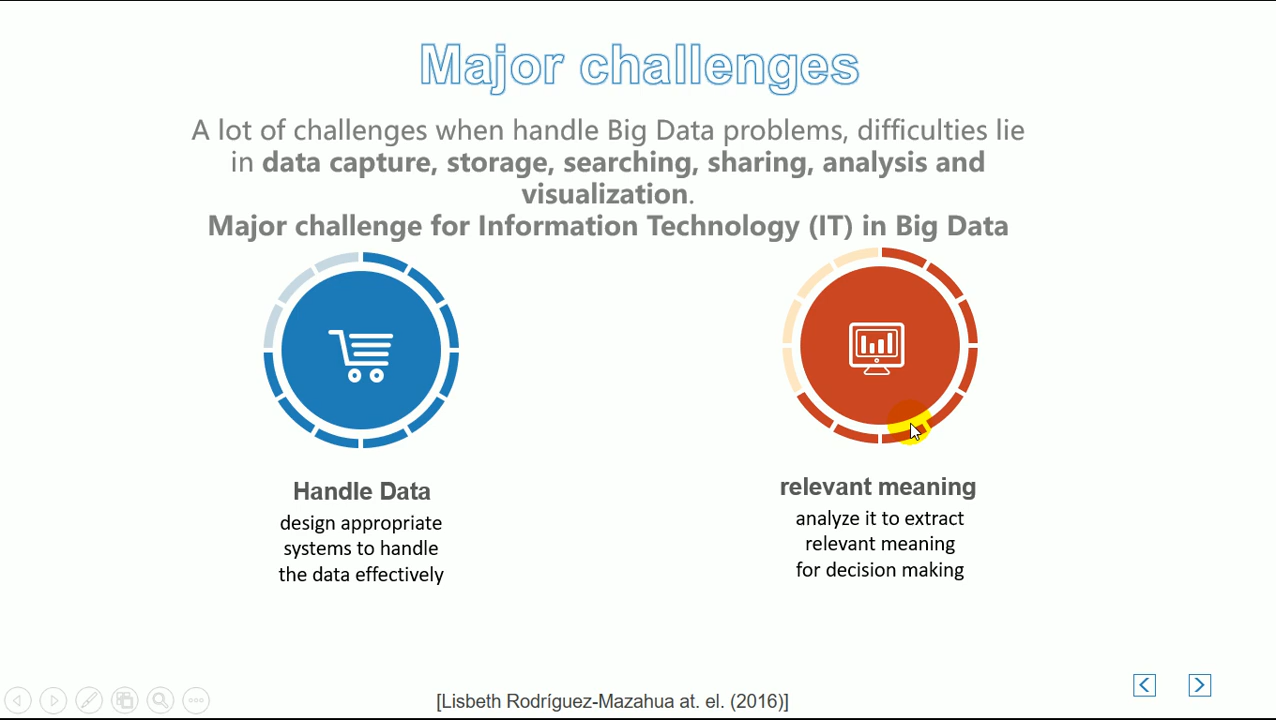 Major challenges
A lot of challenges when handle Big Data problems, difficulties lie
in data capture, storage, searching, sharing, analysis and
visualization.
Major challenge for Information Technology (IT) in Big Data
Handle Data
design appropriate
systems to handle
the data effectively
relevant meaning
analyze it to extract
relevant meaning
for decision making
[Lisbeth Rodríguez-Mazahua at. el. (2016)]